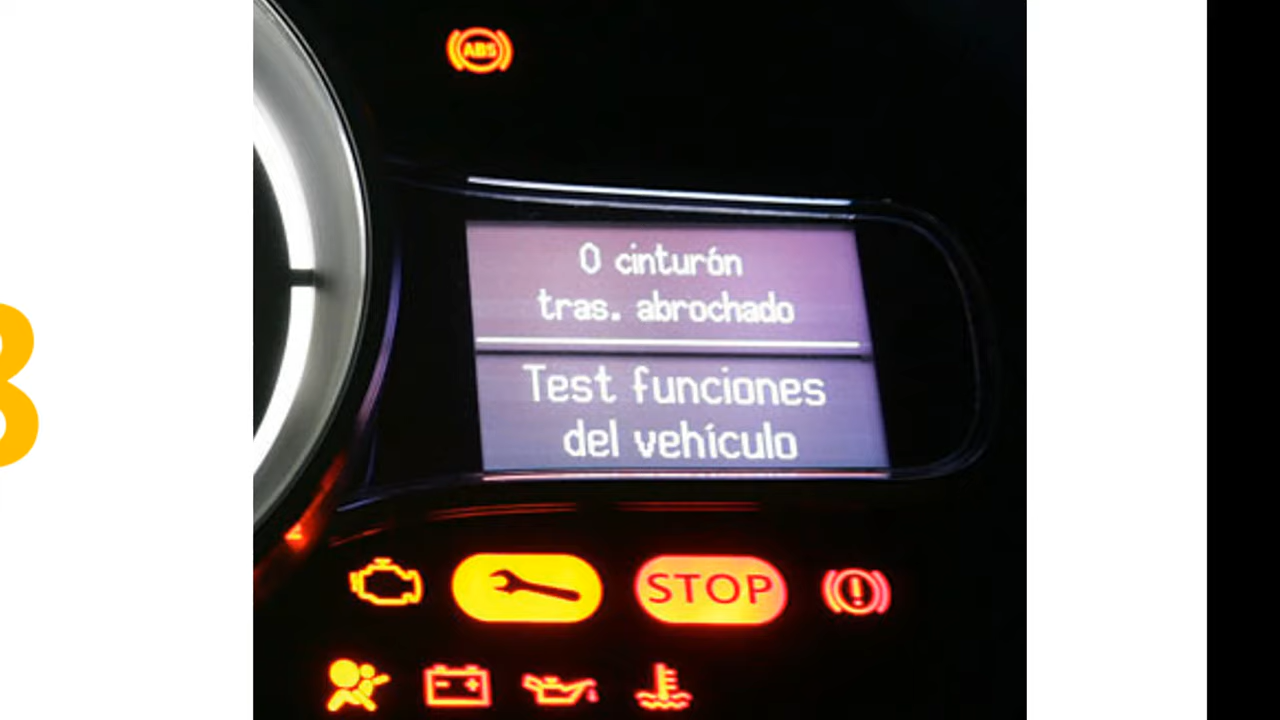 ABS
0 cinturón
tras. abrochado
Test funciones
del vehículo
STOP